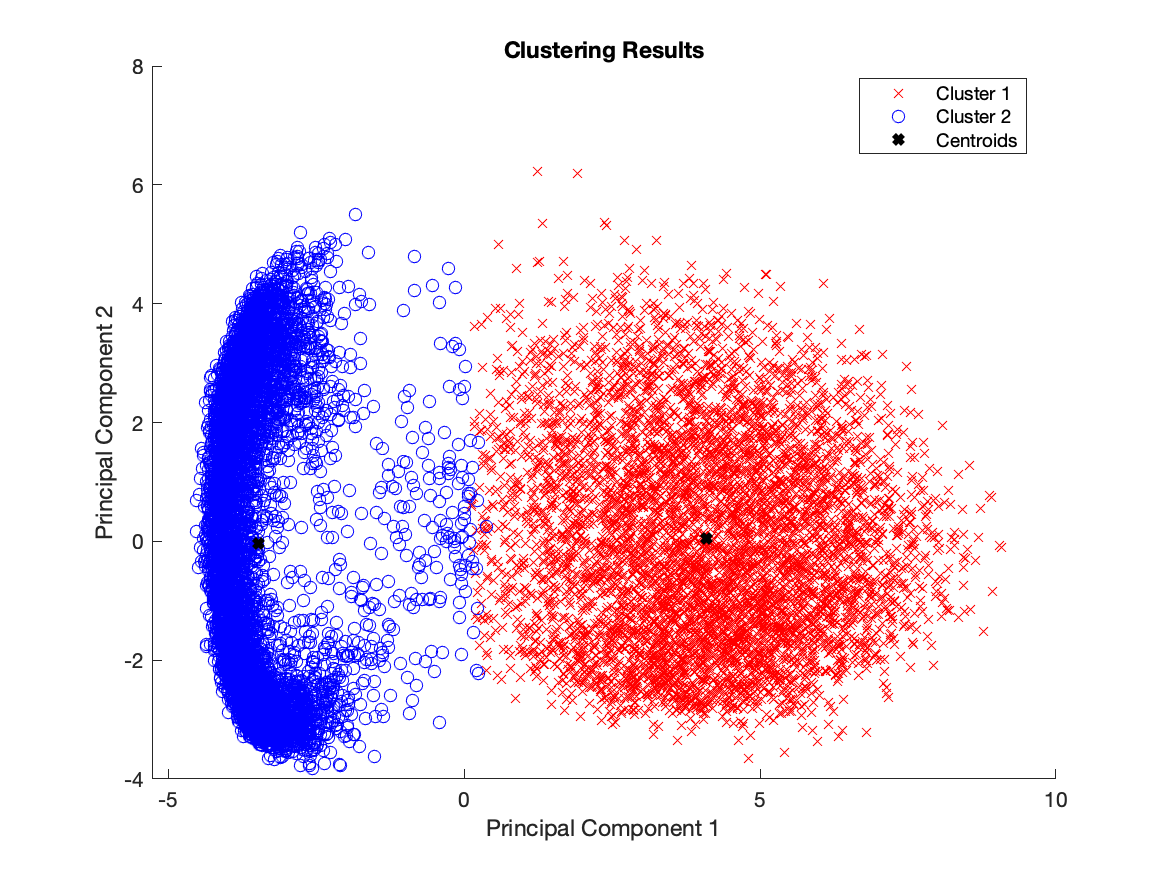 Clustering Results
Cluster 1
Cluster 2
Centroids
8
6
4
2
0
-2
-4
Principal Component 2
-5
0
5
10
Principal Component 1